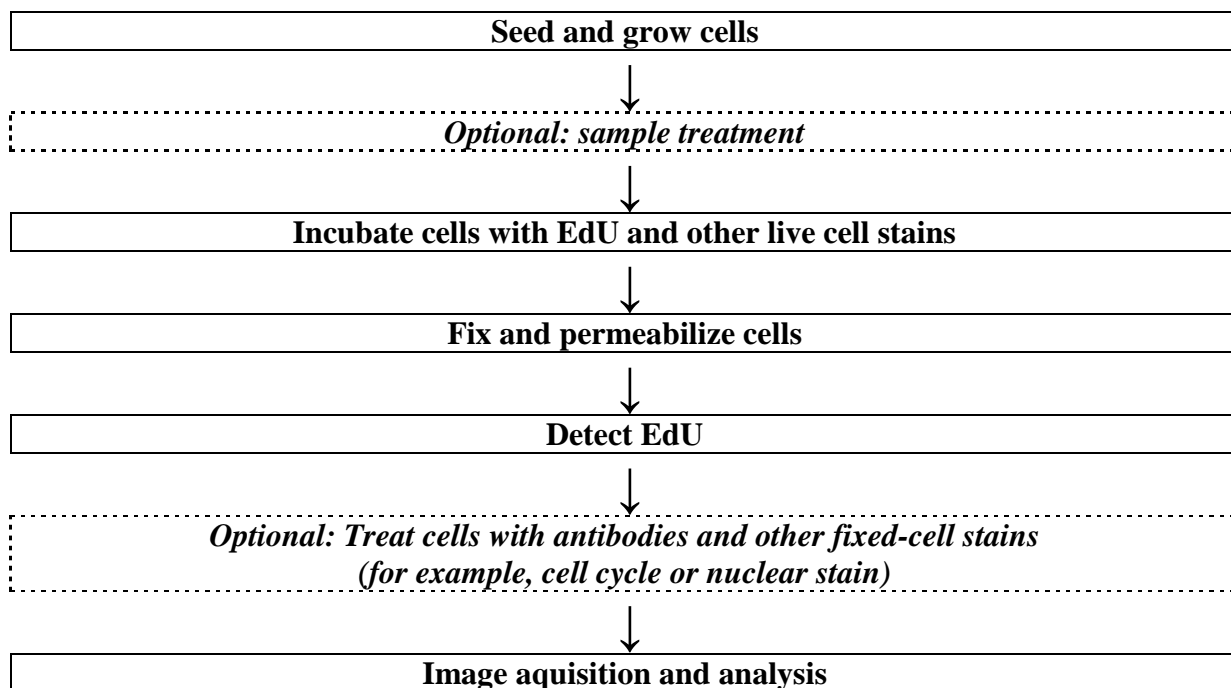 Seed and grow cells
Optional: sample treatment
Incubate cells with EdU and other live cell stains
Fix and permeabilize cells
Detect EdU
Optional: Treat cells with antibodies and other fixed-cell stains
(for example, cell cycle or nuclear stain)
Image aquisition and analysis